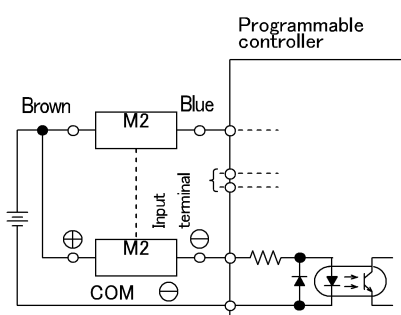 Programmable
controller
Brown
M2
Blue
Input
terminal
⊕
M2
⊖
COM ⊖